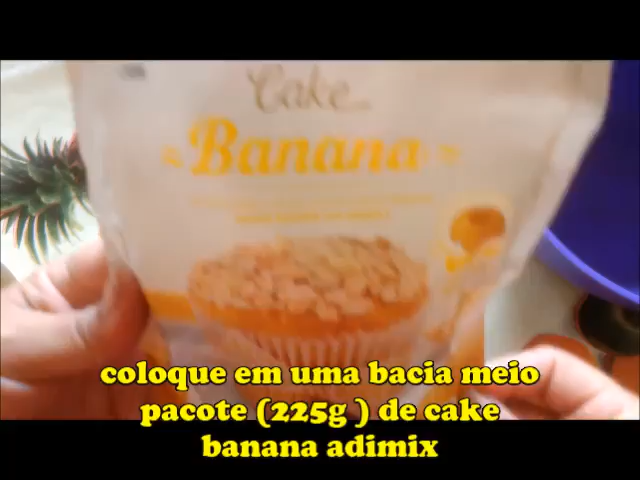 Cake
Banana
coloque em uma bacia meio
pacote (225g ) de cake
banana adimix